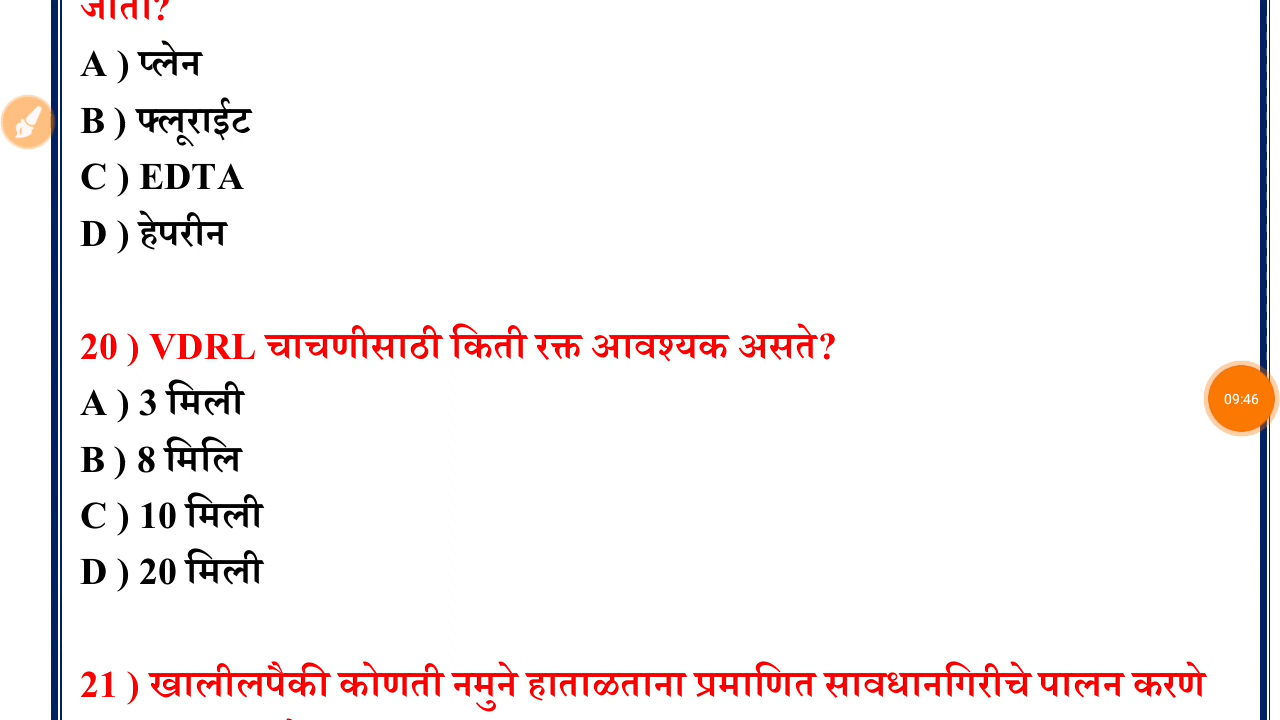 जातो?
A ) प्लेन
B ) फ्लूराईट
C ) EDTA
D ) हेपरीन
20 ) VDRL चाचणीसाठी किती रक्त आवश्यक असते?
A ) 3 मिली
B ) 8 मिलि
09:46
C ) 10 मिली
D ) 20 मिली
21 ) खालीलपैकी कोणती नमुने हाताळताना प्रमाणित सावधानगिरीचे पालन करणे